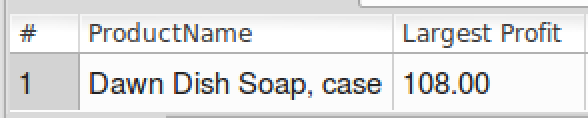 # ProductName Largest Profit
1 Dawn Dish Soap, case 108.00